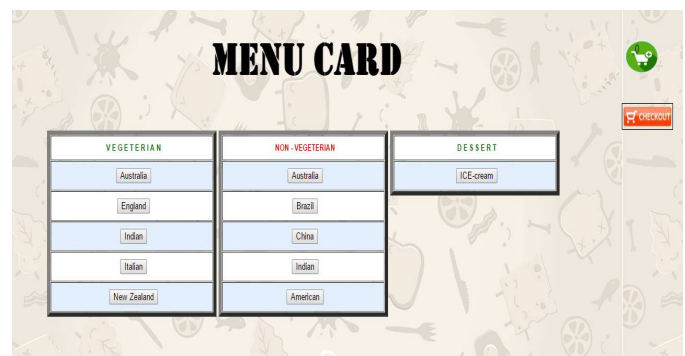 MENU CARD
0
CHECKOUT
VEGETERIAN
Australia
England
Indian
Italian
New Zealand
NON - VEGETERIAN
Australia
Brazil
China
Indian
American
DESSERT
ICE-cream